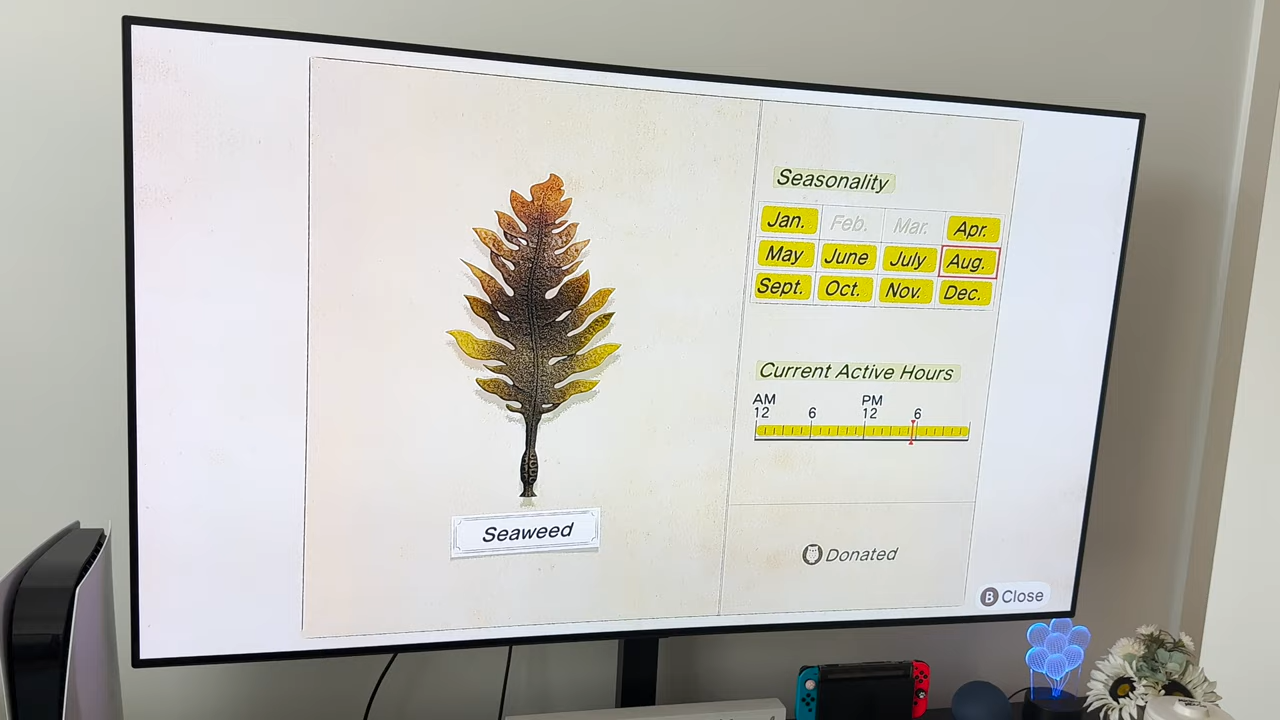 Seasonality
Jan. Feb. Mar. Apr.
May June July Aug.
Sept. Oct. Nov. Dec.
Current Active Hours
AM PM
12 6 12 6
Seaweed
Donated
B Close